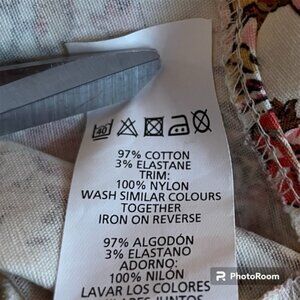 40
97% COTTON
3% ELASTANE
TRIM:
100% NYLON
WASH SIMILAR COLOURS
TOGETHER
IRON ON REVERSE
97% ALGODÓN
3% ELASTANO
ADORNO:
100% NILÓN
LAVAR LOS COLORES
PhotoRoom